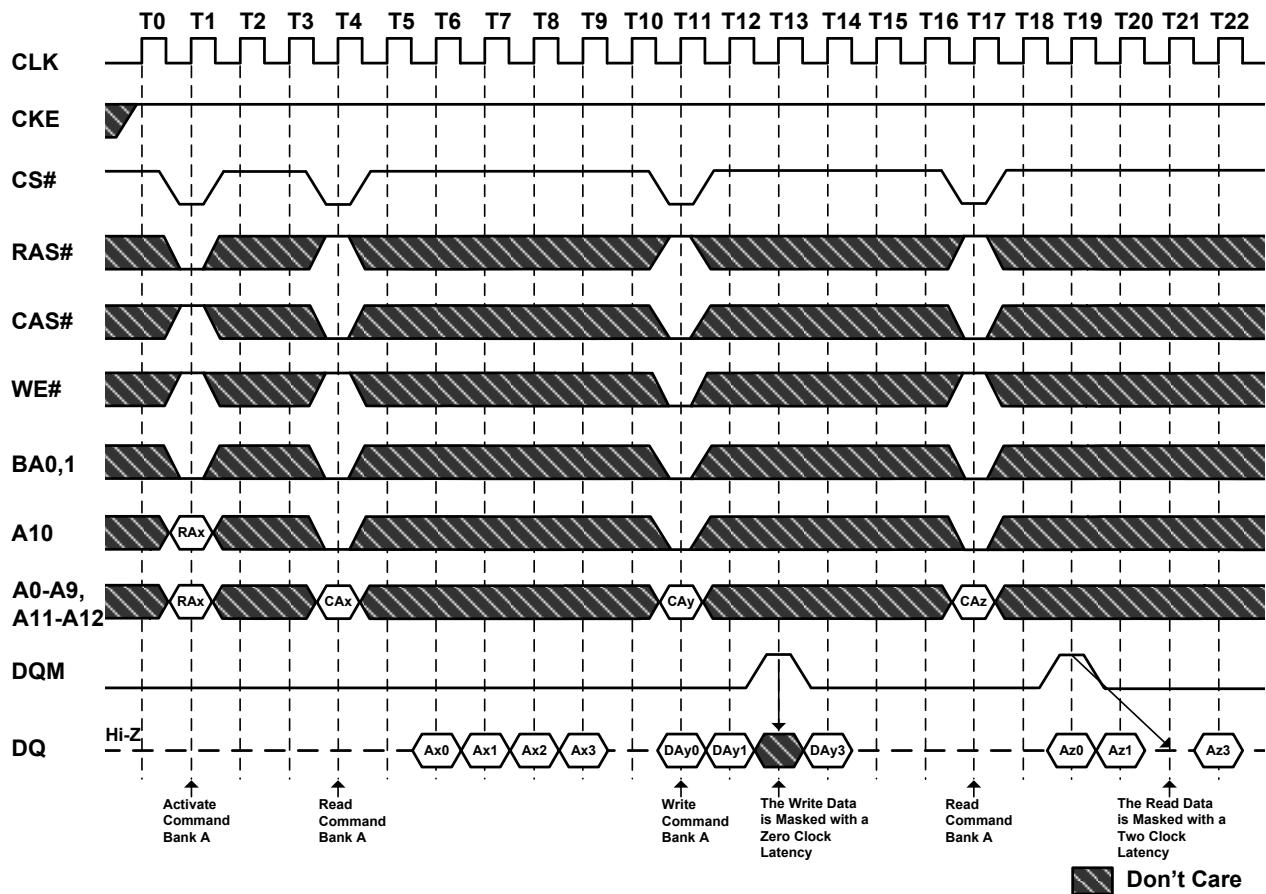 T0 T1 T2 T3 T4 T5 T6 T7 T8 T9 T10 T11 T12 T13 T14 T15 T16 T17 T18 T19 T20 T21 T22
CLK
CKE
CS#
RAS#
CAS#
WE#
BA0,1
A10 RAx
A0-A9,
A11-A12
RAx CAx CAy CAz
DQM
DQ
Hi-Z
Ax0 Ax1 Ax2 Ax3 DAy0 DAy1 DAy3 Az0 Az1 Az3
Activate
Command
Bank A
Read
Command
Bank A
Write
Command
Bank A
The Write Data
is Masked with a
Zero Clock
Latency
Read
Command
Bank A
The Read Data
is Masked with a
Two Clock
Latency
Don't Care